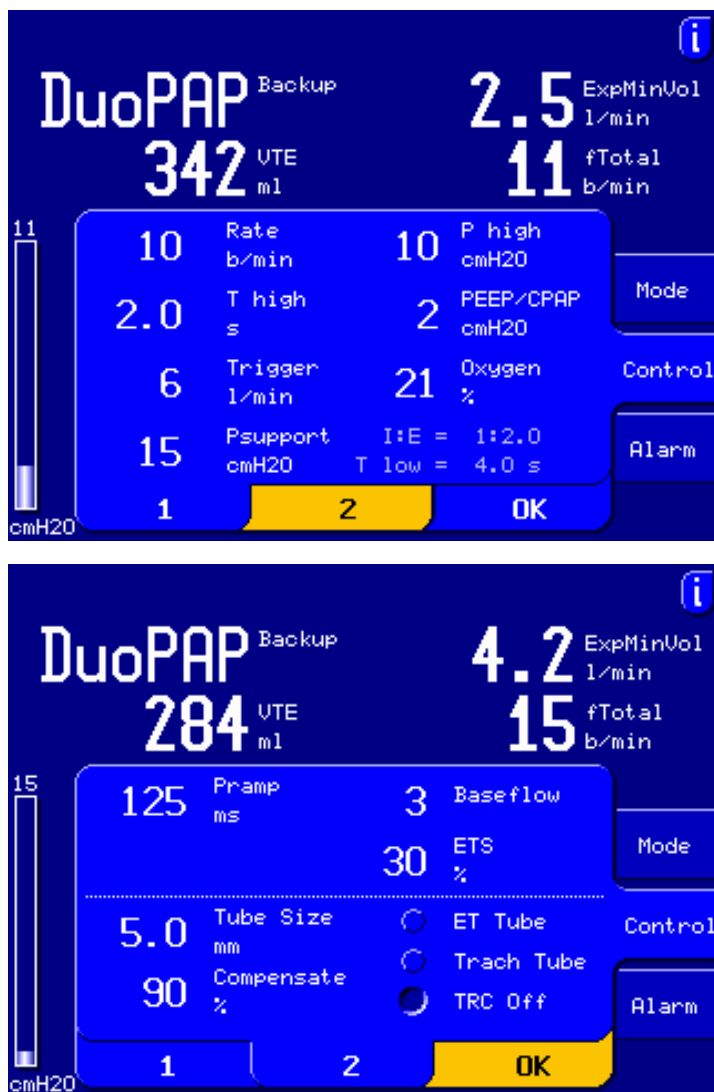 i
DuoPAP Backup 2.5 ExpMinVol l/min
342 VTE ml 11 fTotal b/min
11
10 Rate b/min 10 P high cmH2O
2.0 T high s 2 PEEP/CPAP cmH2O
Mode
6 Trigger l/min 21 Oxygen %
Control
15 Psupport cmH2O I:E = 1:2.0
T low = 4.0 s
Alarm
1 2 OK
cmH2O
i
DuoPAP Backup 4.2 ExpMinVol l/min
284 VTE ml 15 fTotal b/min
15
125 Pramp ms 3 Baseflow
30 ETS %
Mode
5.0 Tube Size mm ET Tube
Control
Trach Tube
90 Compensate % TRC Off
Alarm
1 2 OK
cmH2O